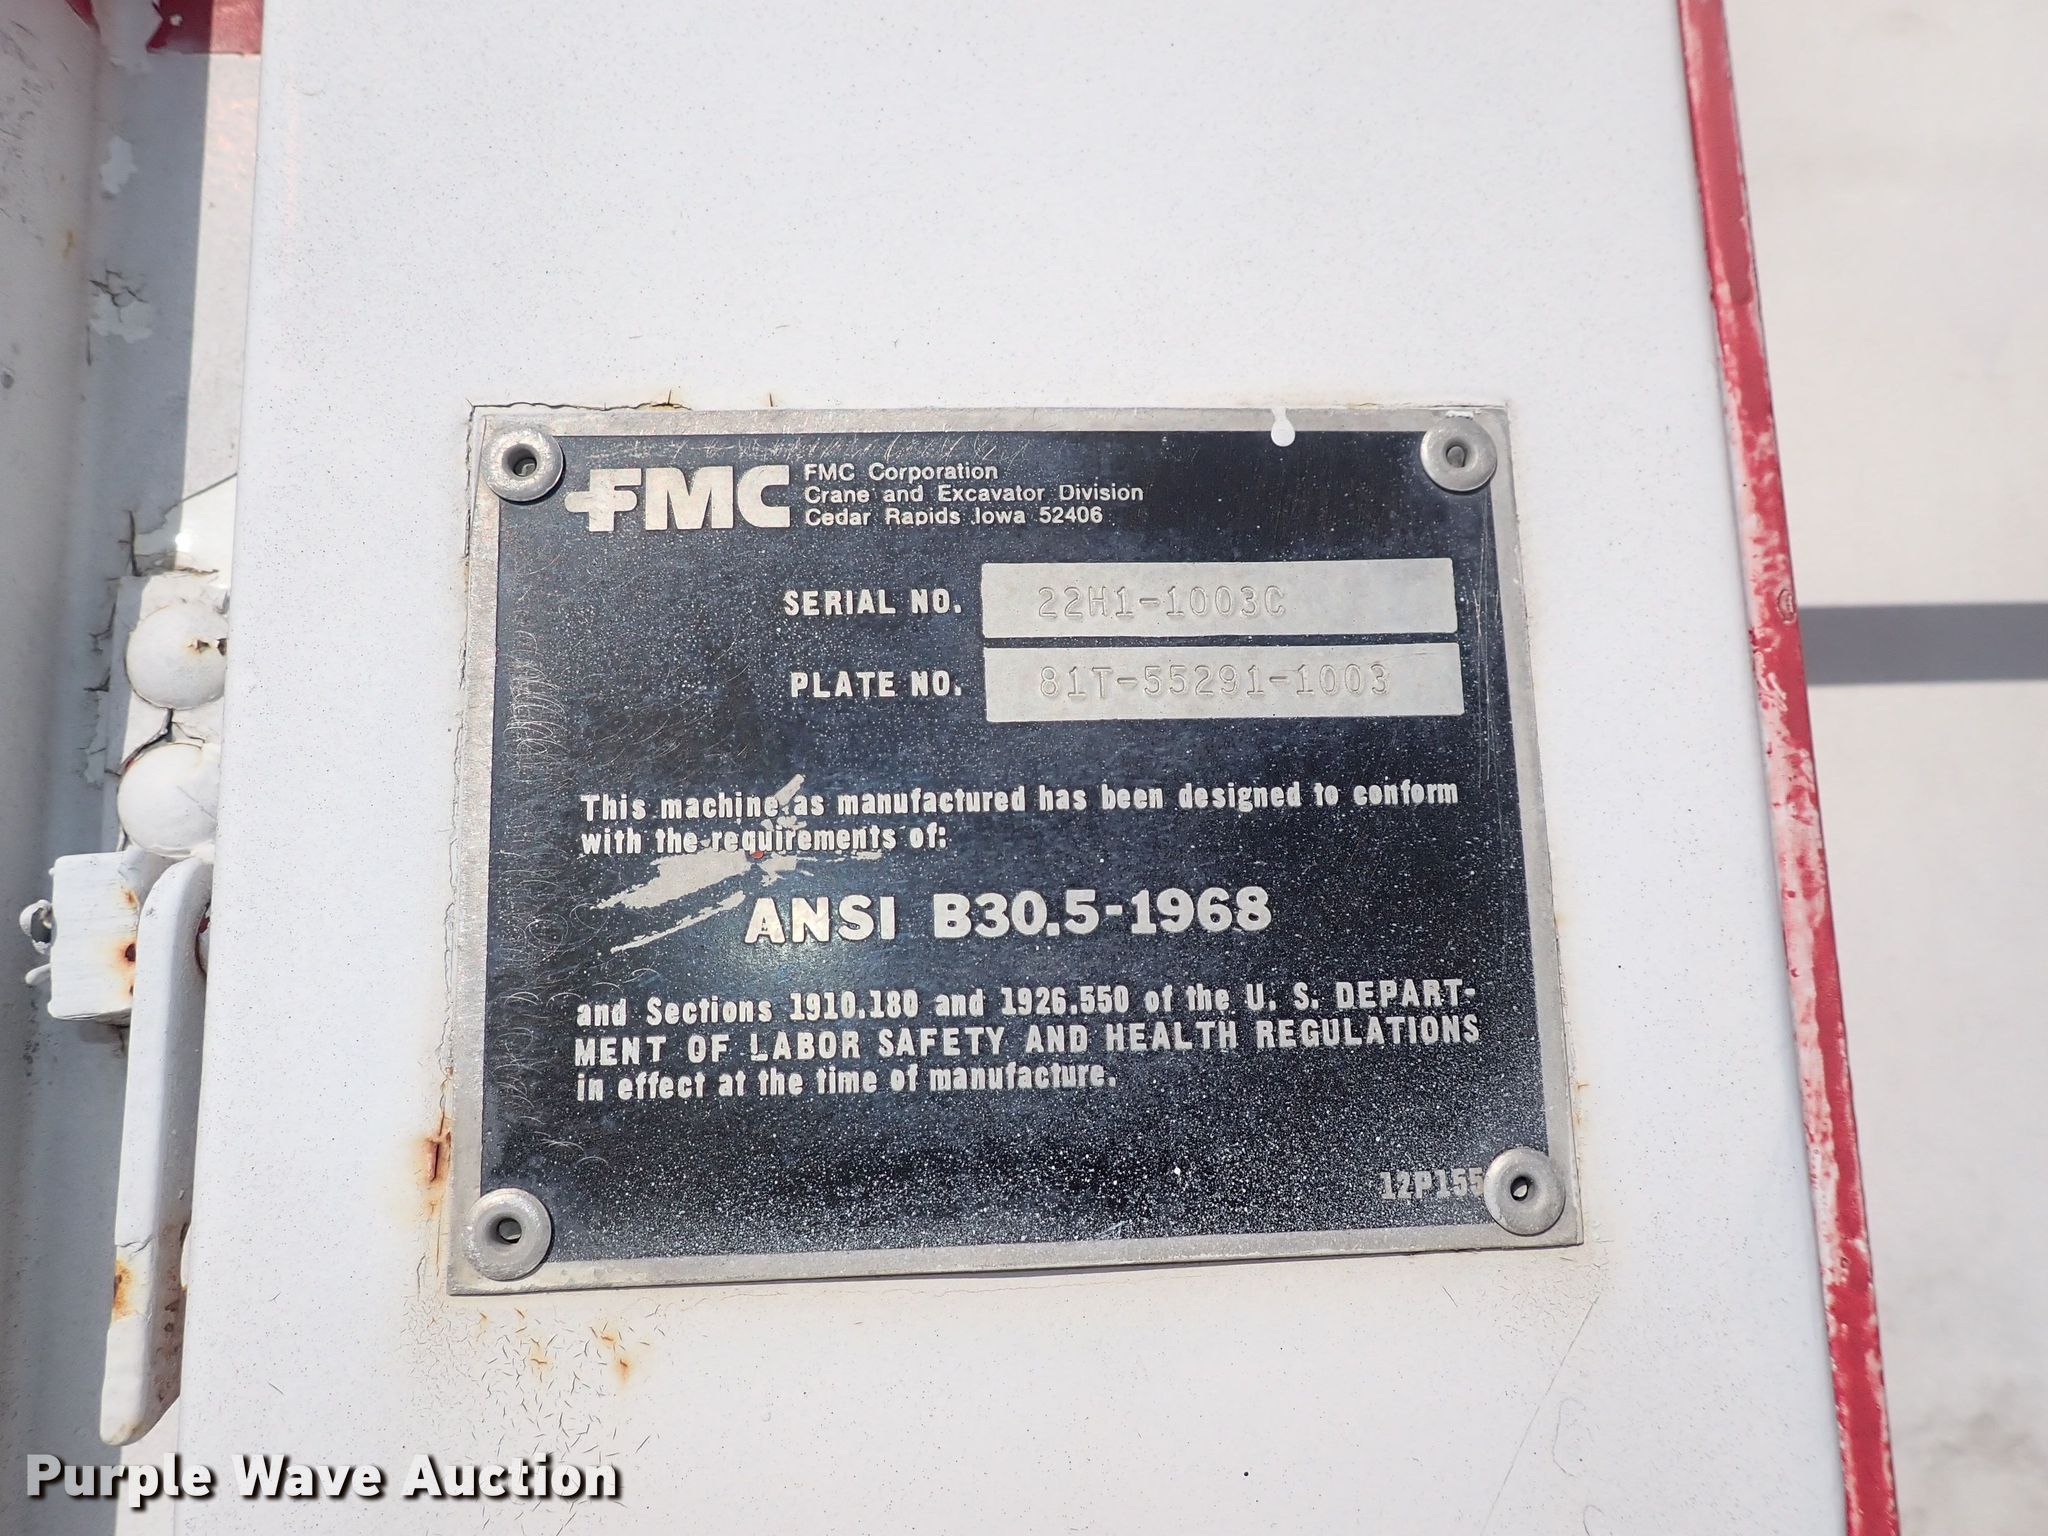 FMC
FMC Corporation
Crane and Excavator Division
Cedar Rapids Iowa 52406
SERIAL NO. 22H1-1003C
PLATE NO. 81T-55291-1003
This machine as manufactured has been designed to conform
with the requirements of:
ANSI B30.5-1968
and Sections 1910.180 and 1926.550 of the U. S. DEPART-
MENT OF LABOR SAFETY AND HEALTH REGULATIONS
in effect at the time of manufacture.
12P155
Purple Wave Auction